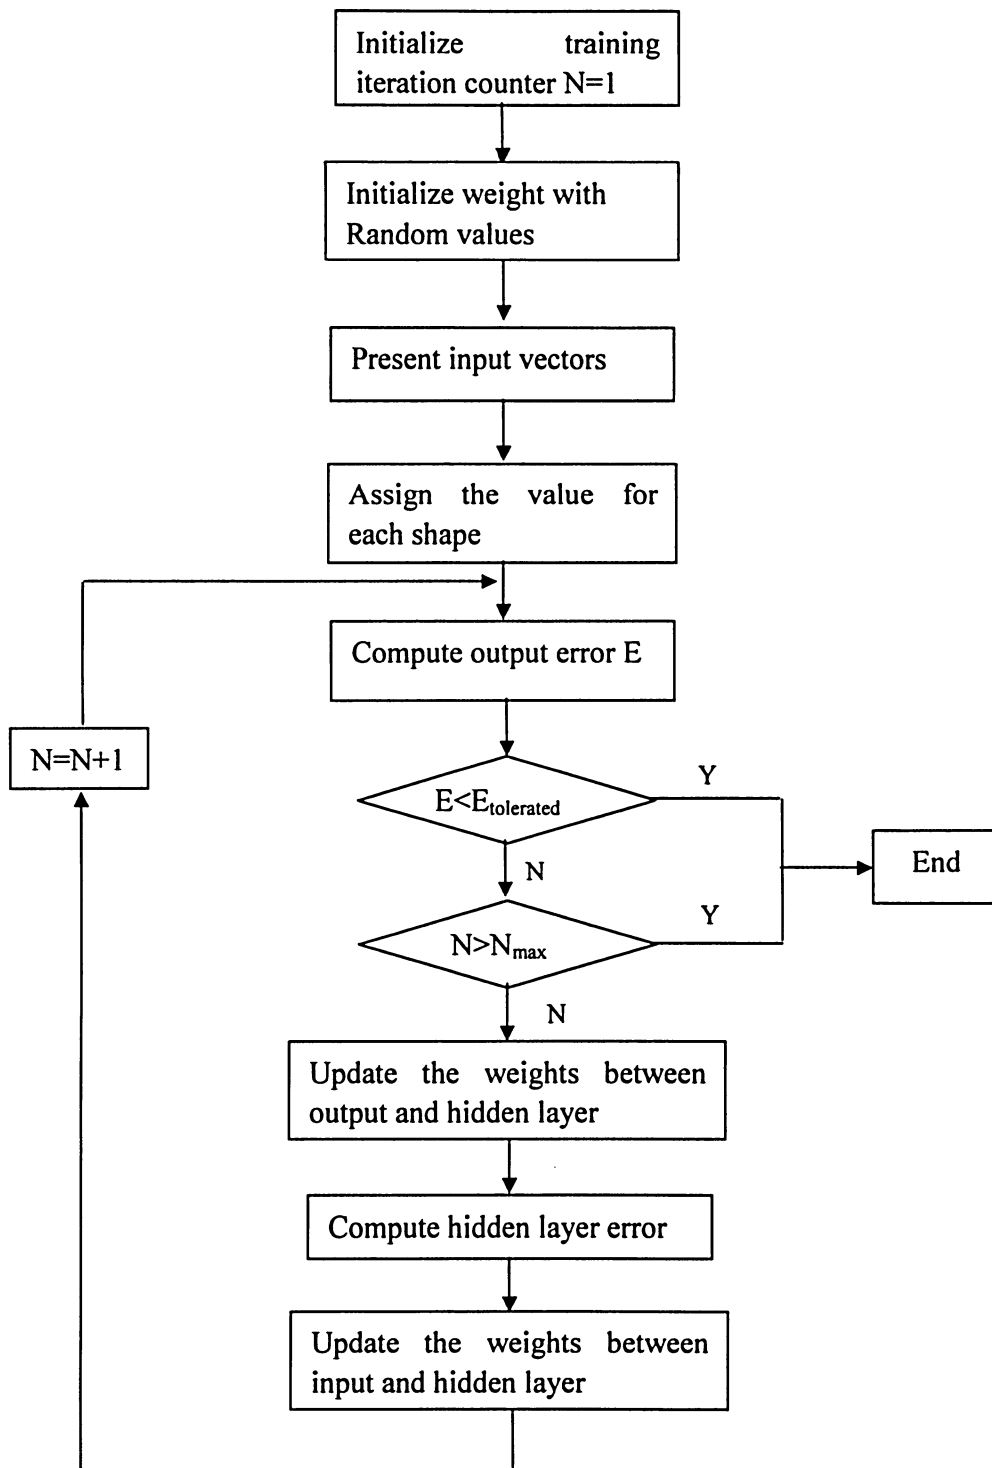 Initialize training
iteration counter N=1
Initialize weight with
Random values
Present input vectors
Assign the value for
each shape
Compute output error E
N=N+1
E<Etolerated
Y
N
End
N>Nmax
Y
N
Update the weights between
output and hidden layer
Compute hidden layer error
Update the weights between
input and hidden layer